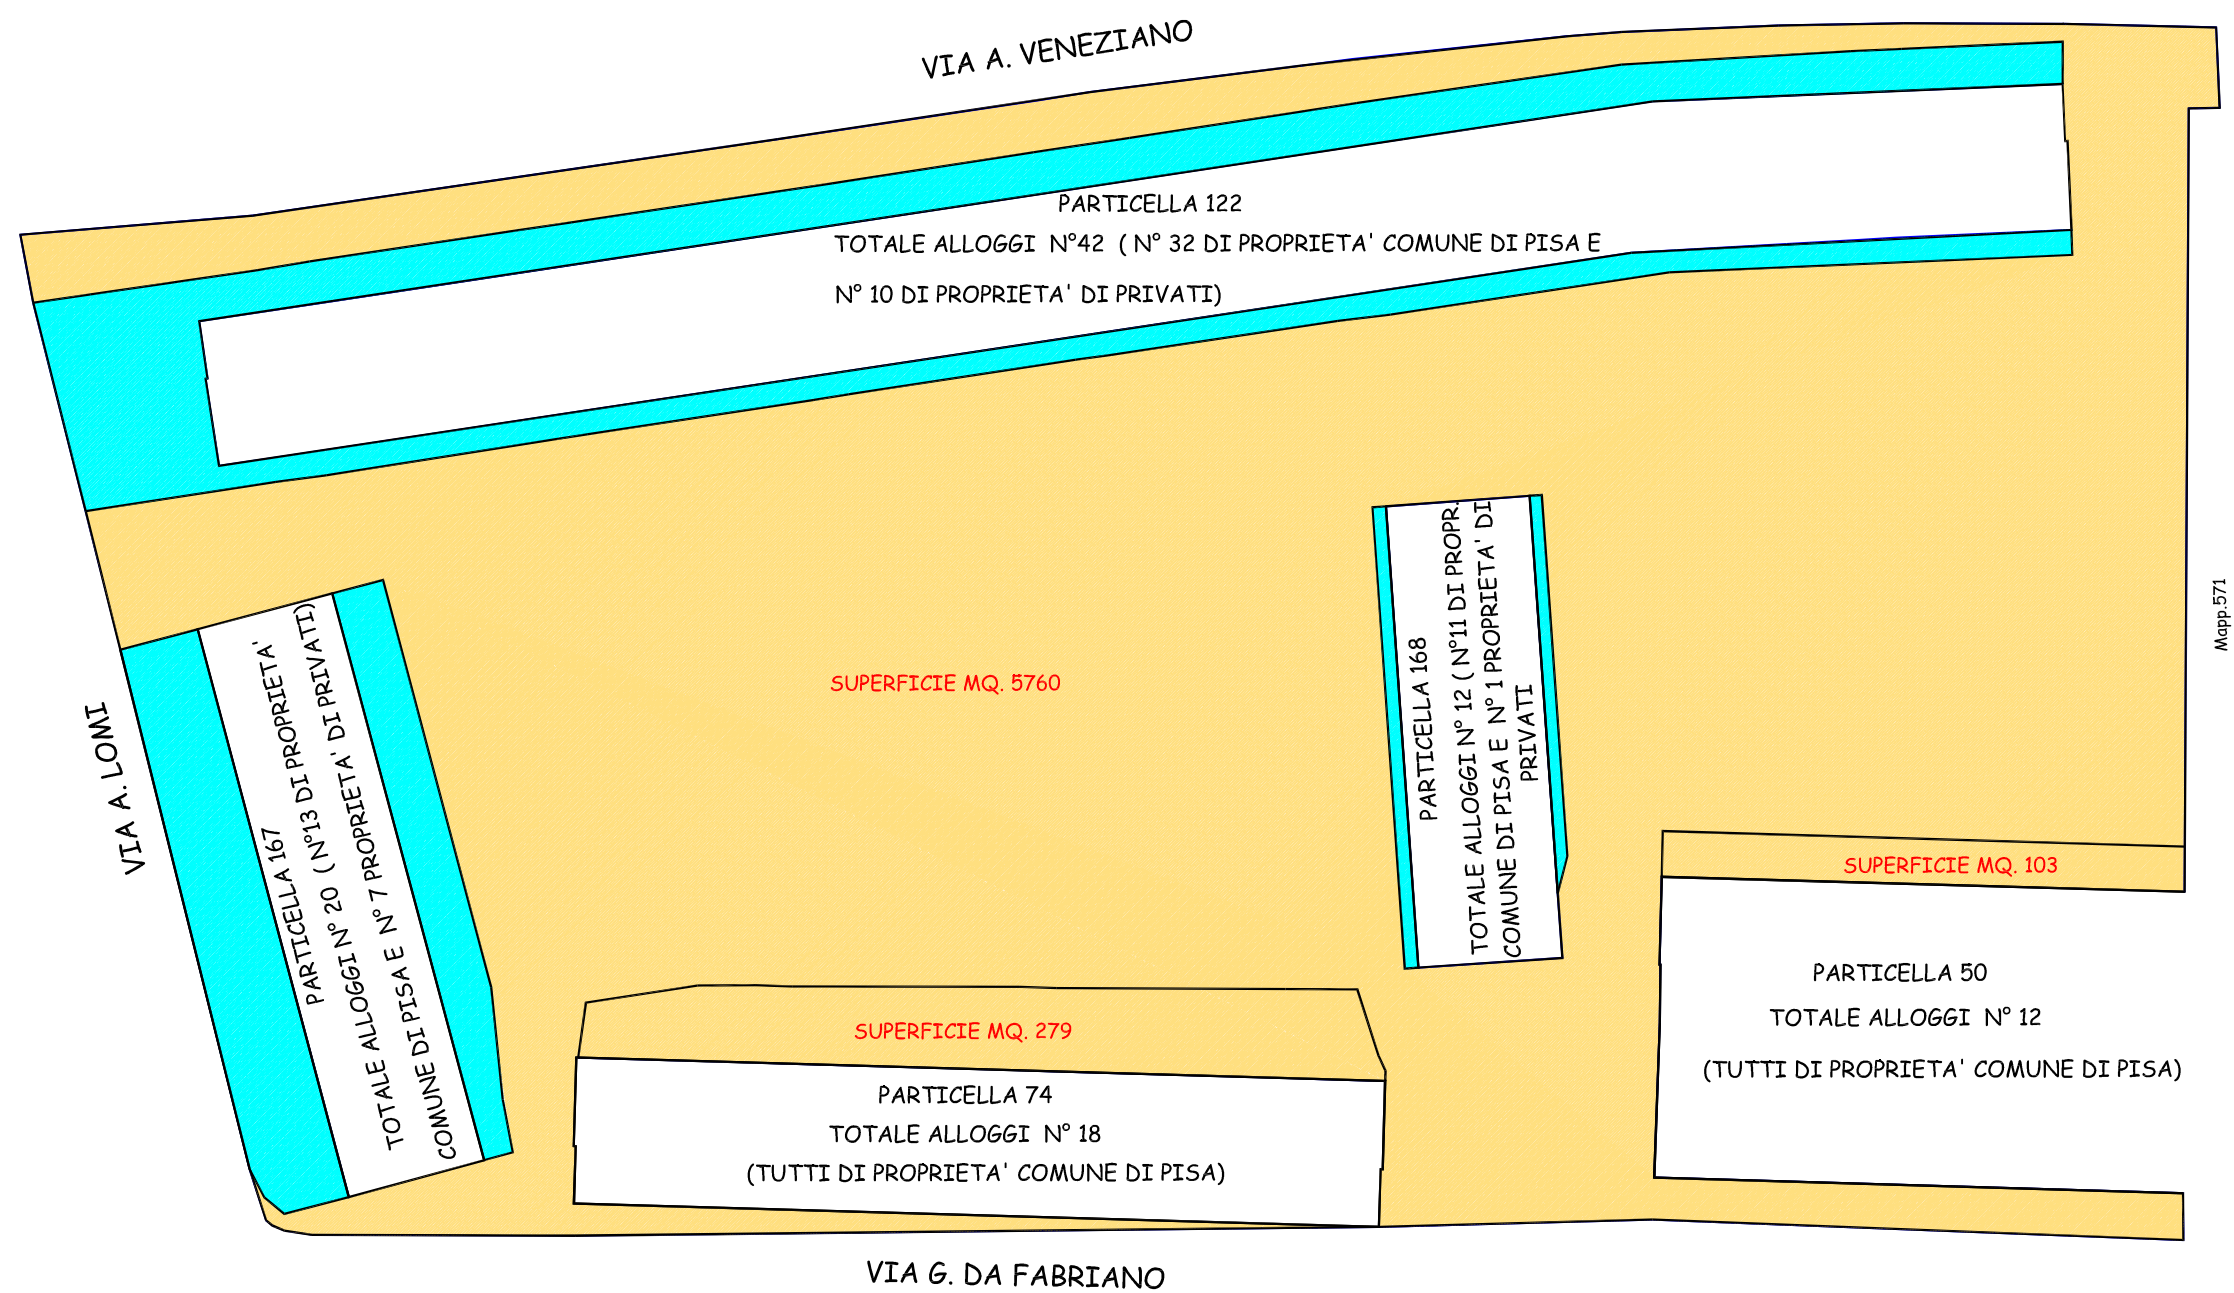 VIA A. VENEZIANO
PARTICELLA 122
TOTALE ALLOGGI N°42 ( N° 32 DI PROPRIETA' COMUNE DI PISA E
N° 10 DI PROPRIETA' DI PRIVATI)
Mapp.571
PARTICELLA 168
TOTALE ALLOGGI N° 12 ( N°11 DI PROPR.
COMUNE DI PISA E N° 1 PROPRIETA' DI
PRIVATI
SUPERFICIE MQ. 5760
VIA A. LOMI
PARTICELLA 167
TOTALE ALLOGGI N° 20 ( N°13 DI PROPRIETA'
COMUNE DI PISA E N° 7 PROPRIETA' DI PRIVATI)
SUPERFICIE MQ. 103
PARTICELLA 50
TOTALE ALLOGGI N° 12
(TUTTI DI PROPRIETA' COMUNE DI PISA)
SUPERFICIE MQ. 279
PARTICELLA 74
TOTALE ALLOGGI N° 18
(TUTTI DI PROPRIETA' COMUNE DI PISA)
VIA G. DA FABRIANO